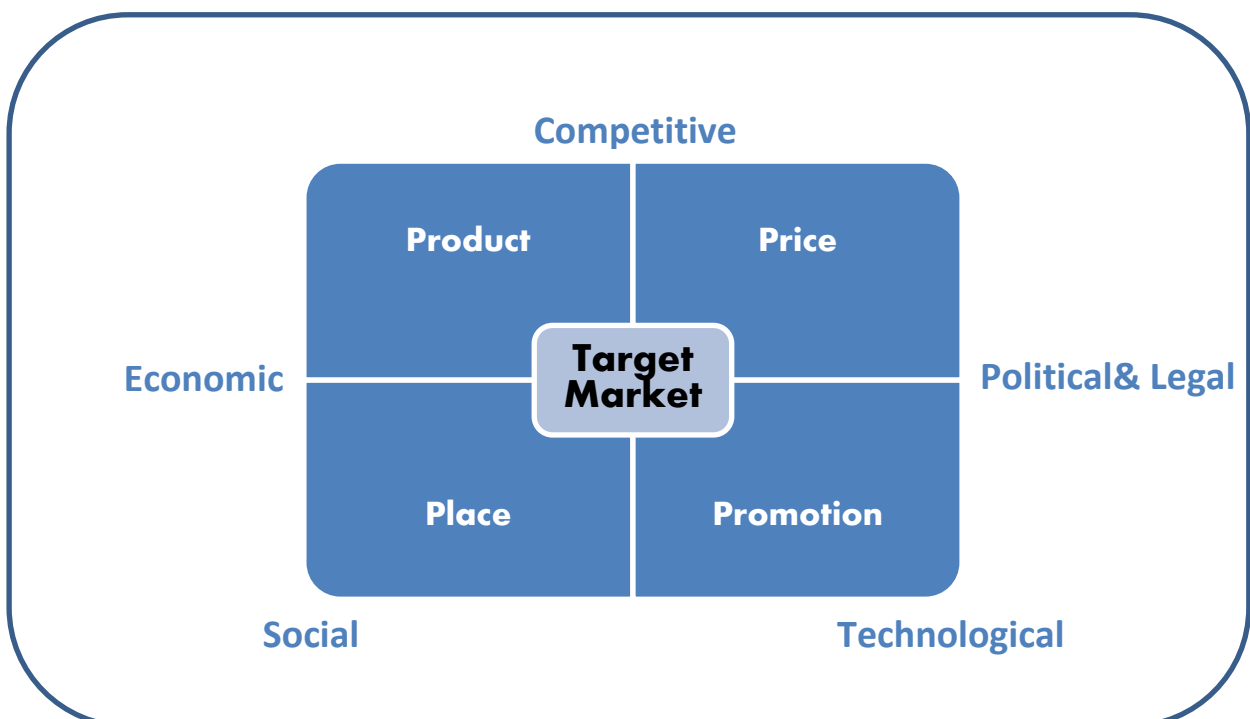 Competitive
Product
Price
Target
Market
Economic
Political& Legal
Place
Promotion
Social
Technological